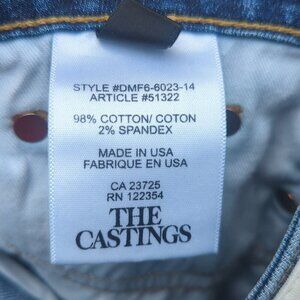 STYLE #DMF6-6023-14
ARTICLE #51322
98% COTTON/ COTON
2% SPANDEX
MADE IN USA
FABRIQUE EN USA
CA 23725
RN 122354
THE
CASTINGS